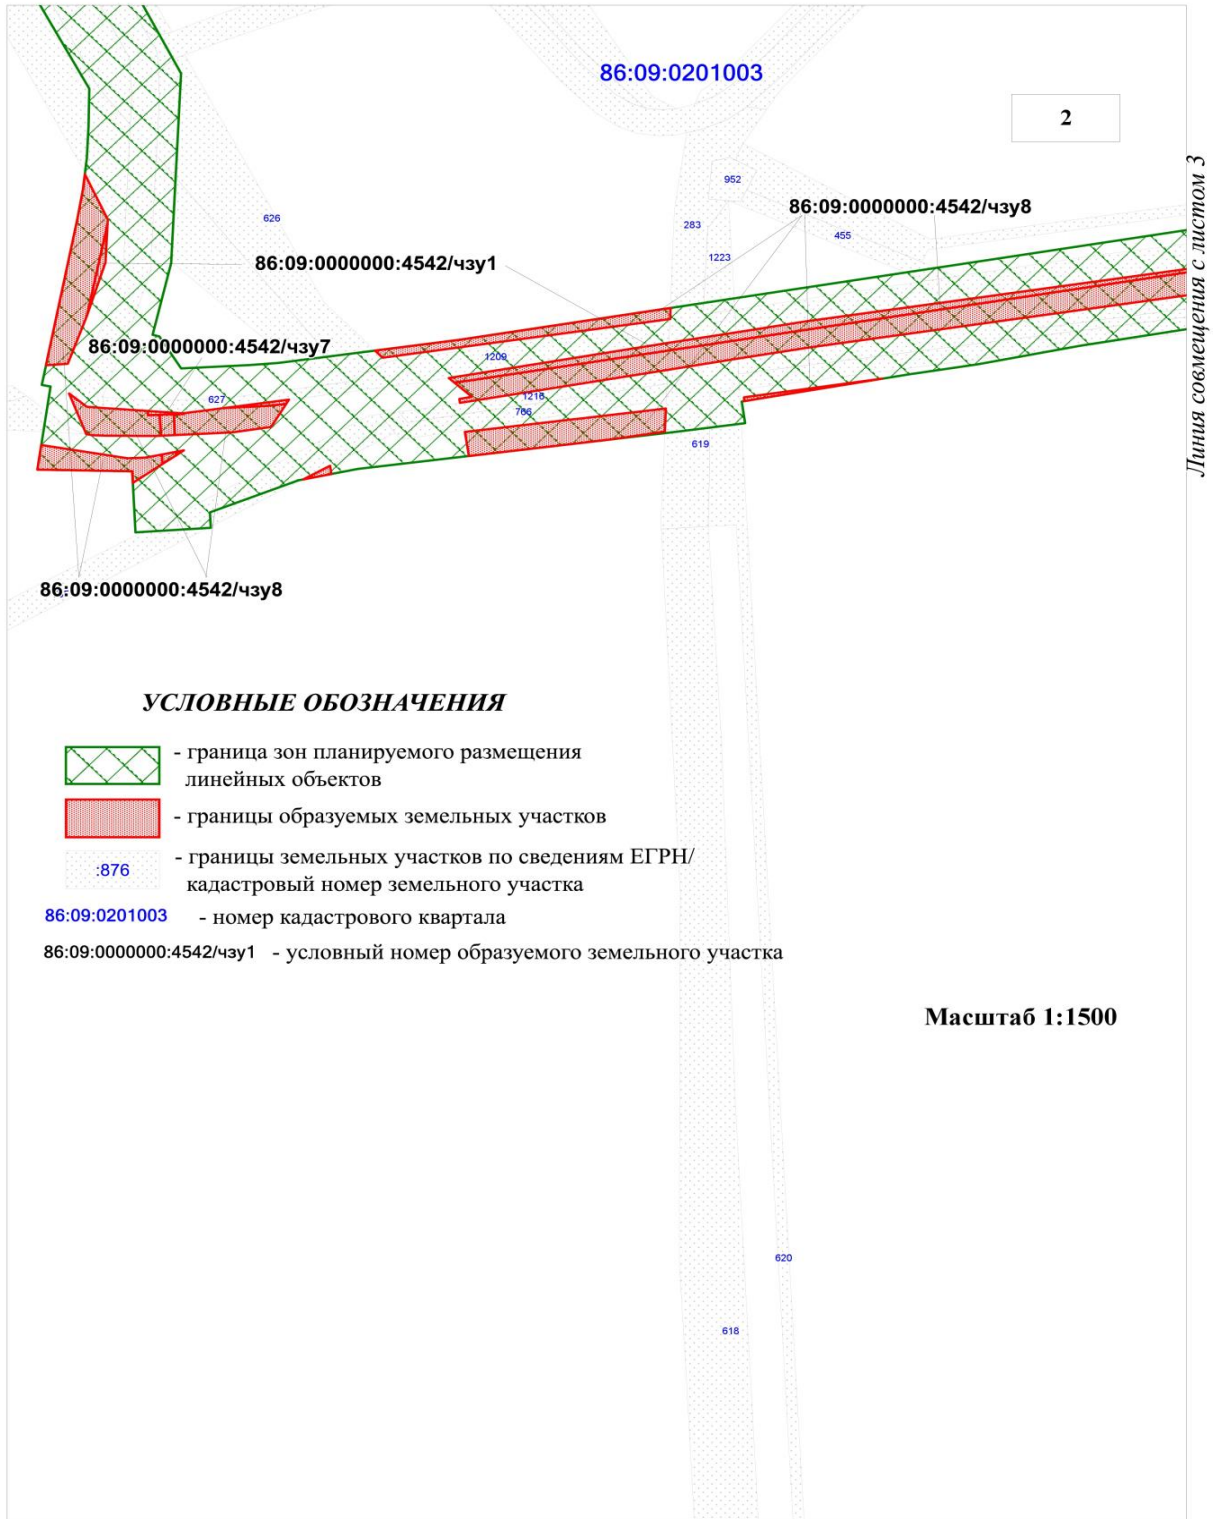 86:09:0201003
2
Линия совмещения с листом 3
952
86:09:0000000:4542/чзу8
626
283
455
1223
86:09:0000000:4542/чзу1
86:09:0000000:4542/чзу7
1209
627
1216
766
619
86:09:0000000:4542/чзу8
УСЛОВНЫЕ ОБОЗНАЧЕНИЯ
- граница зон планируемого размещения
линейных объектов
- границы образуемых земельных участков
:876
- границы земельных участков по сведениям ЕГРН/
кадастровый номер земельного участка
86:09:0201003 - номер кадастрового квартала
86:09:0000000:4542/чзу1 - условный номер образуемого земельного участка
Масштаб 1:1500
620
618